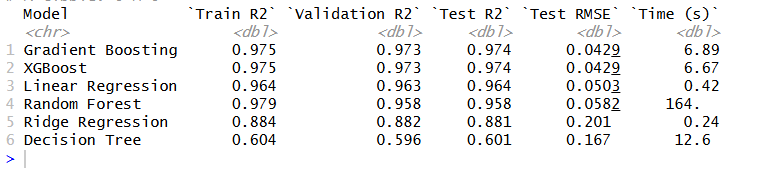 Model `Train R2` `Validation R2` `Test R2` `Test RMSE` `Time (s)`
<chr> <dbl> <dbl> <dbl> <dbl> <dbl>
1 Gradient Boosting 0.975 0.973 0.974 0.0429 6.89
2 XGBoost 0.975 0.973 0.974 0.0429 6.67
3 Linear Regression 0.964 0.963 0.964 0.0503 0.42
4 Random Forest 0.979 0.958 0.958 0.0582 164.
5 Ridge Regression 0.884 0.882 0.881 0.201 0.24
6 Decision Tree 0.604 0.596 0.601 0.167 12.6
>